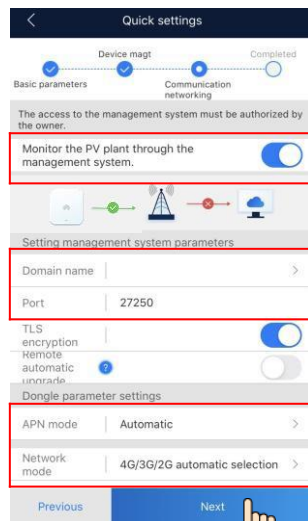 Quick settings
Device magt
Completed
Basic parameters
Communication
networking
The access to the management system must be authorized by
the owner.
Monitor the PV plant through the
management system.
Setting management system parameters
Domain name
Port 27250
TLS
encryption
Remote
automatic
upgrade
Dongle parameter settings
APN mode Automatic
Network
mode 4G/3G/2G automatic selection
Previous Next